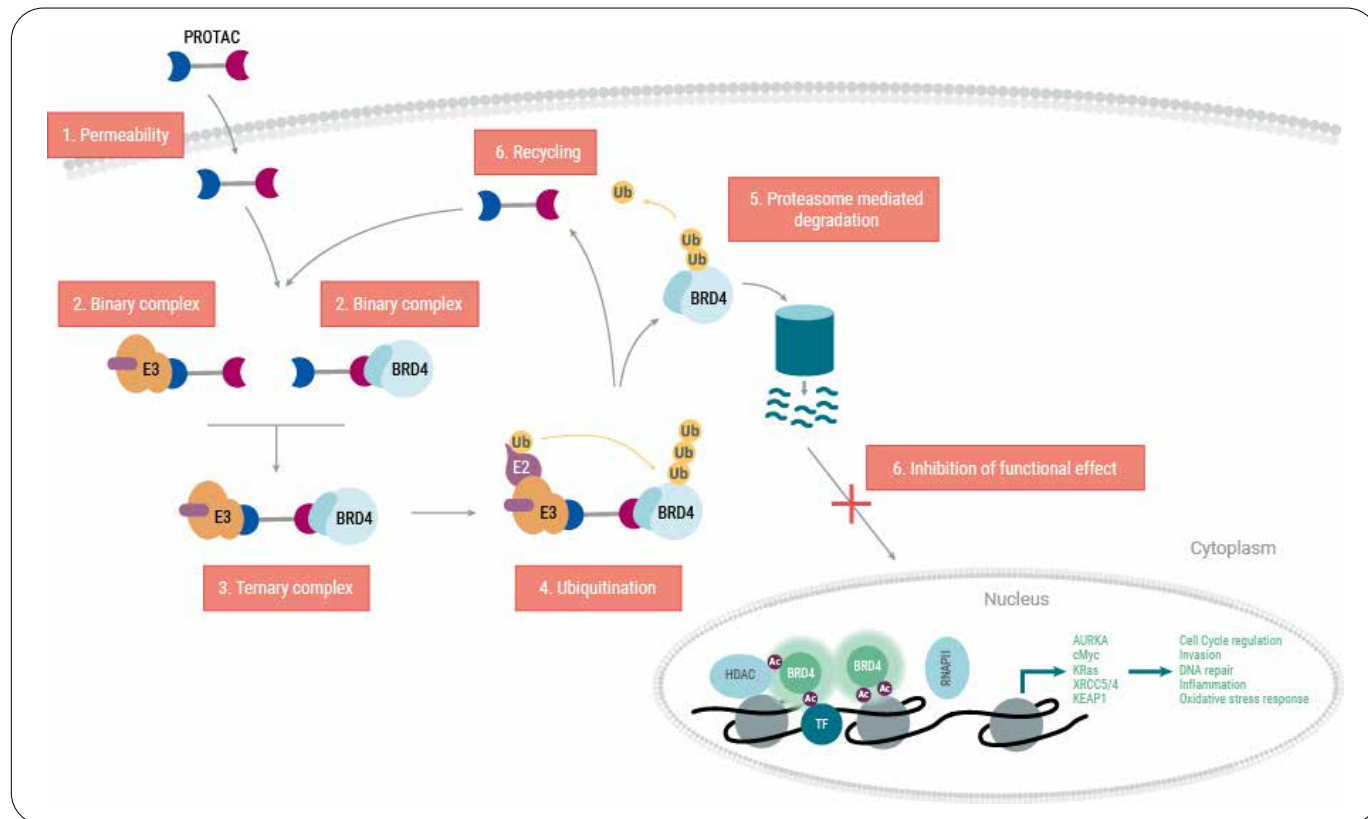 PROTAC
1. Permeability
6. Recycling
Ub
5. Proteasome mediated
degradation
Ub
Ub
BRD4
2. Binary complex
2. Binary complex
E3
BRD4
Ub
E2
E3
Ub
Ub
Ub
BRD4
E3
BRD4
3. Ternary complex
4. Ubiquitination
6. Inhibition of functional effect
Cytoplasm
Nucleus
HDAC
Ac
BRD4
Ac
BRD4
Ac
Ac
TF
RNAPII
AURKA
cMyc
KRas
XRCC5/4
KEAP1
Cell Cycle regulation
Invasion
DNA repair
Inflammation
Oxidative stress response